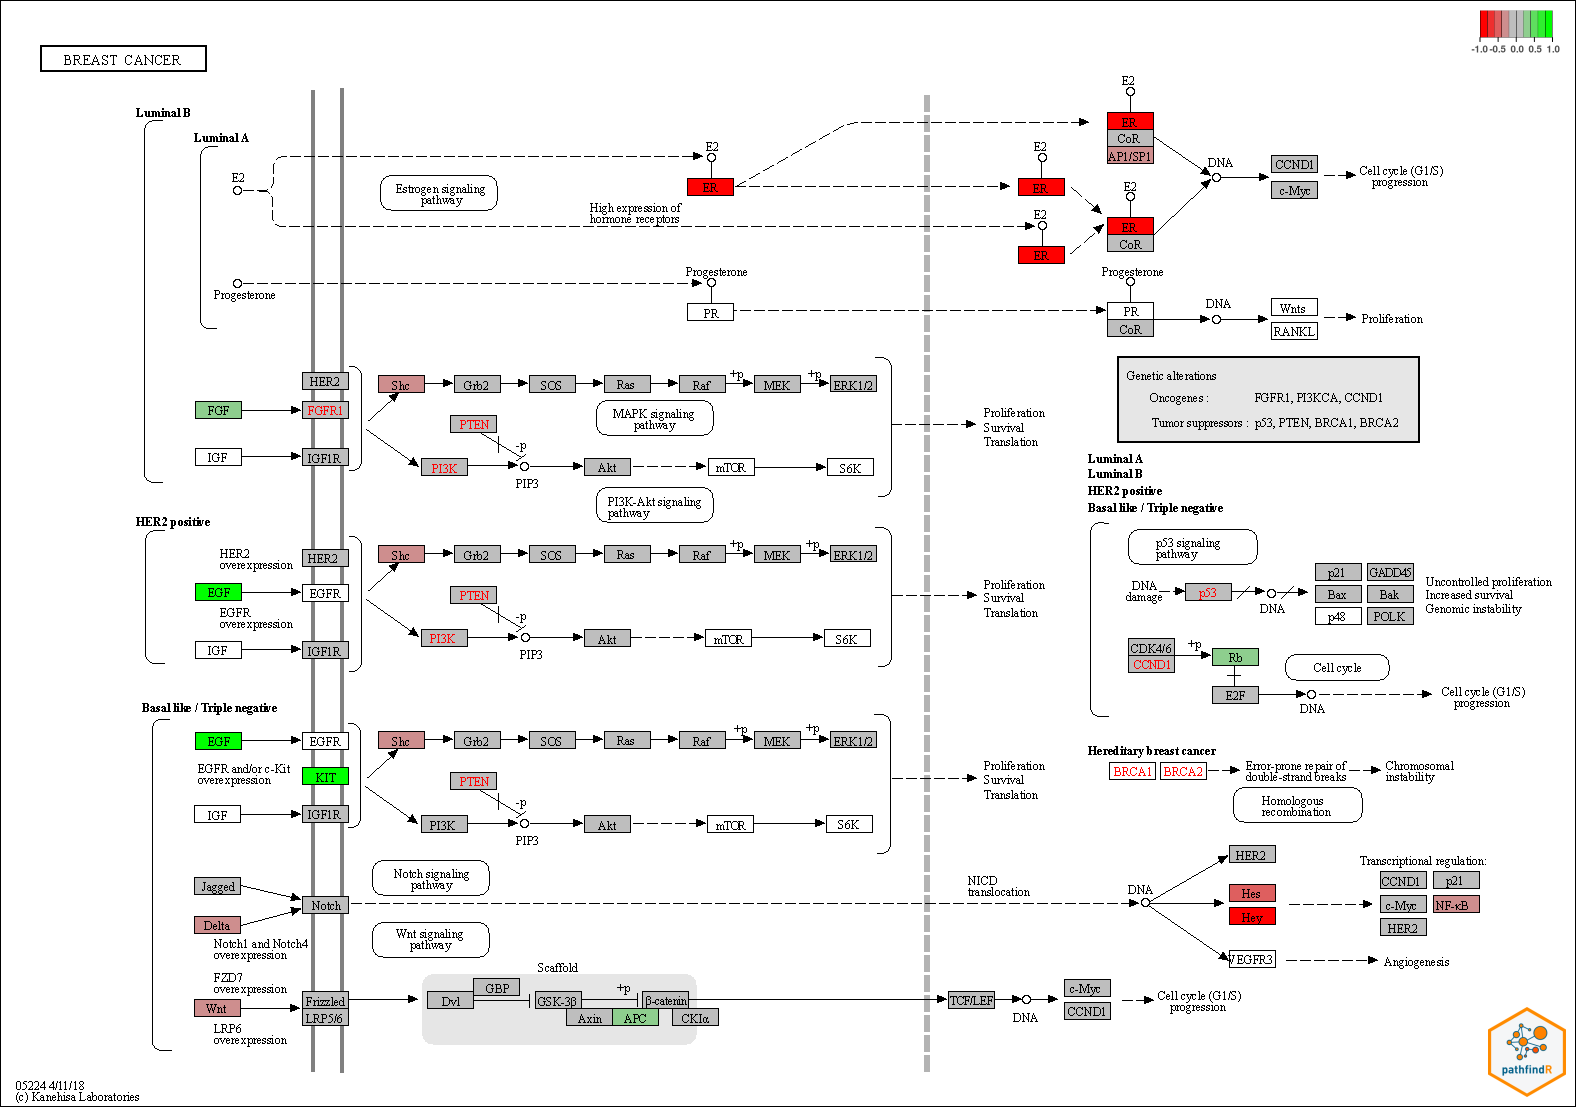 BREAST CANCER
-1.0 -0.5 0.0 0.5 1.0
Luminal B
Luminal A
E2
Estrogen signaling
pathway
E2
ER
High expression of
hormone receptors
E2
ER
E2
ER
E2
ER
CoR
AP1/SP1
E2
ER
CoR
DNA
CCND1
c-Myc
Cell cycle (G1/S)
progression
Progesterone
Progesterone
PR
Progesterone
PR
CoR
DNA
Wnts
RANKL
Proliferation
HER2
FGF
FGFR1
IGF
IGF1R
Shc
Grb2
SOS
Ras
Raf
+p
MEK
+p
ERK1/2
MAPK signaling
pathway
PTEN
-p
PI3K
PIP3
Akt
mTOR
S6K
PI3K-Akt signaling
pathway
Proliferation
Survival
Translation
Genetic alterations
Oncogenes : FGFR1, PI3KCA, CCND1
Tumor suppressors : p53, PTEN, BRCA1, BRCA2
HER2 positive
HER2
overexpression
HER2
EGF
EGFR
EGFR
overexpression
IGF
IGF1R
Shc
Grb2
SOS
Ras
Raf
+p
MEK
+p
ERK1/2
PTEN
-p
PI3K
PIP3
Akt
mTOR
S6K
Proliferation
Survival
Translation
Luminal A
Luminal B
HER2 positive
Basal like / Triple negative
p53 signaling
pathway
DNA
damage
p53
DNA
p21
GADD45
Bax
Bak
p48
POLK
Uncontrolled proliferation
Increased survival
Genomic instability
CDK4/6
CCND1
+p
Rb
E2F
Cell cycle
DNA
Cell cycle (G1/S)
progression
Basal like / Triple negative
EGF
EGFR
EGFR and/or c-Kit
overexpression
KIT
IGF
IGF1R
Shc
Grb2
SOS
Ras
Raf
+p
MEK
+p
ERK1/2
PTEN
-p
PI3K
PIP3
Akt
mTOR
S6K
Proliferation
Survival
Translation
Hereditary breast cancer
BRCA1
BRCA2
Error-prone repair of
double-strand breaks
Chromosomal
instability
Homologous
recombination
Jagged
Delta
Notch
Notch1 and Notch4
overexpression
Notch signaling
pathway
NICD
translocation
DNA
HER2
Hes
Hey
VEGFR3
Transcriptional regulation:
CCND1
p21
c-Myc
NF-κB
HER2
Angiogenesis
Wnt signaling
pathway
FZD7
overexpression
Wnt
LRP6
overexpression
Frizzled
LRP5/6
Scaffold
Dvl
GBP
GSK-3β
+p
β-catenin
Axin
APC
CKIα
TCF/LEF
DNA
c-Myc
CCND1
Cell cycle (G1/S)
progression
pathfindR
05224 4/11/18
(c) Kanehisa Laboratories